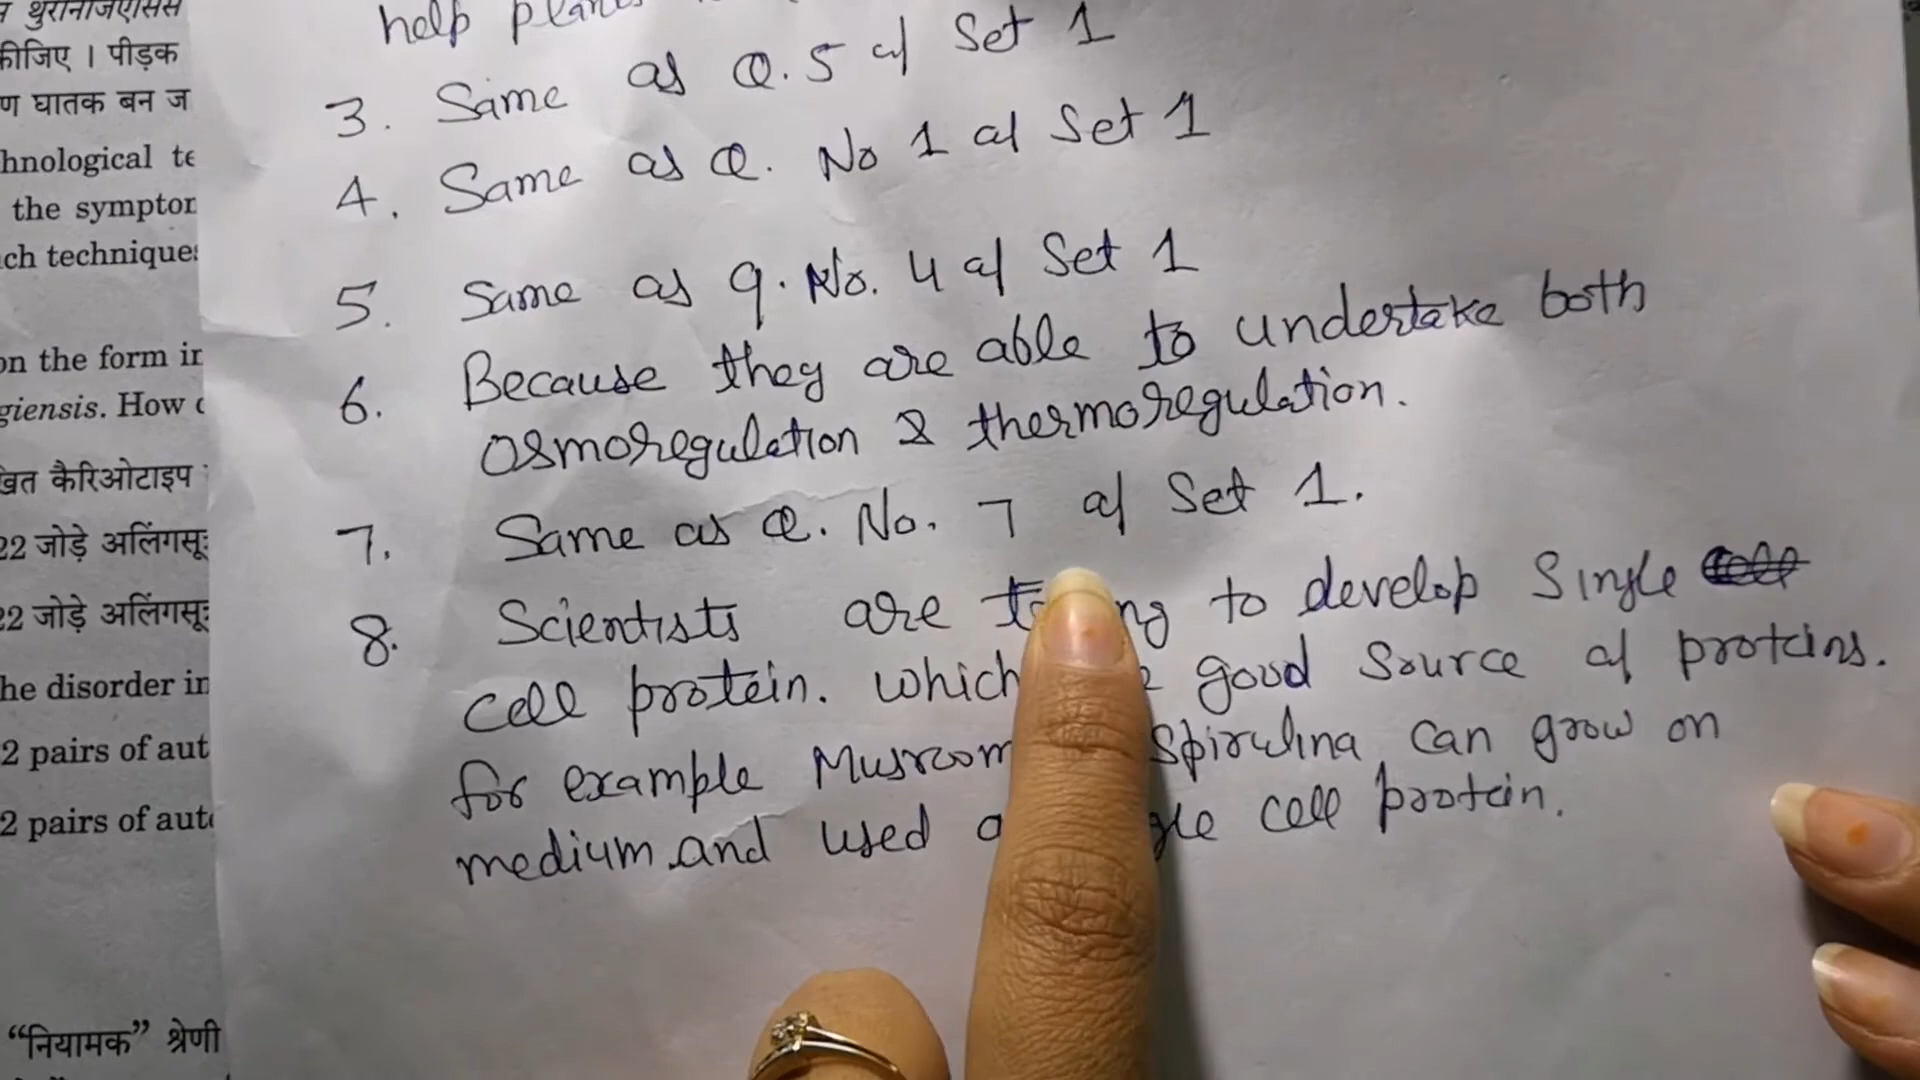 थुरीनजिएंसिस
कीजिए । पीड़क
ण घातक बन ज
hnological te
the symptor
ch techniques
on the form ir
giensis. How c
खित कैरिओटाइप
22 जोड़े अलिंगसू
22 जोड़े अलिंगसू
he disorder in
2 pairs of aut
2 pairs of auto
“नियामक” श्रेणी
help plants
3. Same as Q. 5 of Set 1
4. Same as Q. No 1 of Set 1
5. Same as q. No. 4 of Set 1
6. Because they are able to undertake both
osmoregulation & thermoregulation.
7. Same as Q. No. 7 of Set 1.
8. Scientists are to develop Single
cell protein. which good Source of proteins.
for example Musroom Spirulina, can grow on
medium and used cell protein.